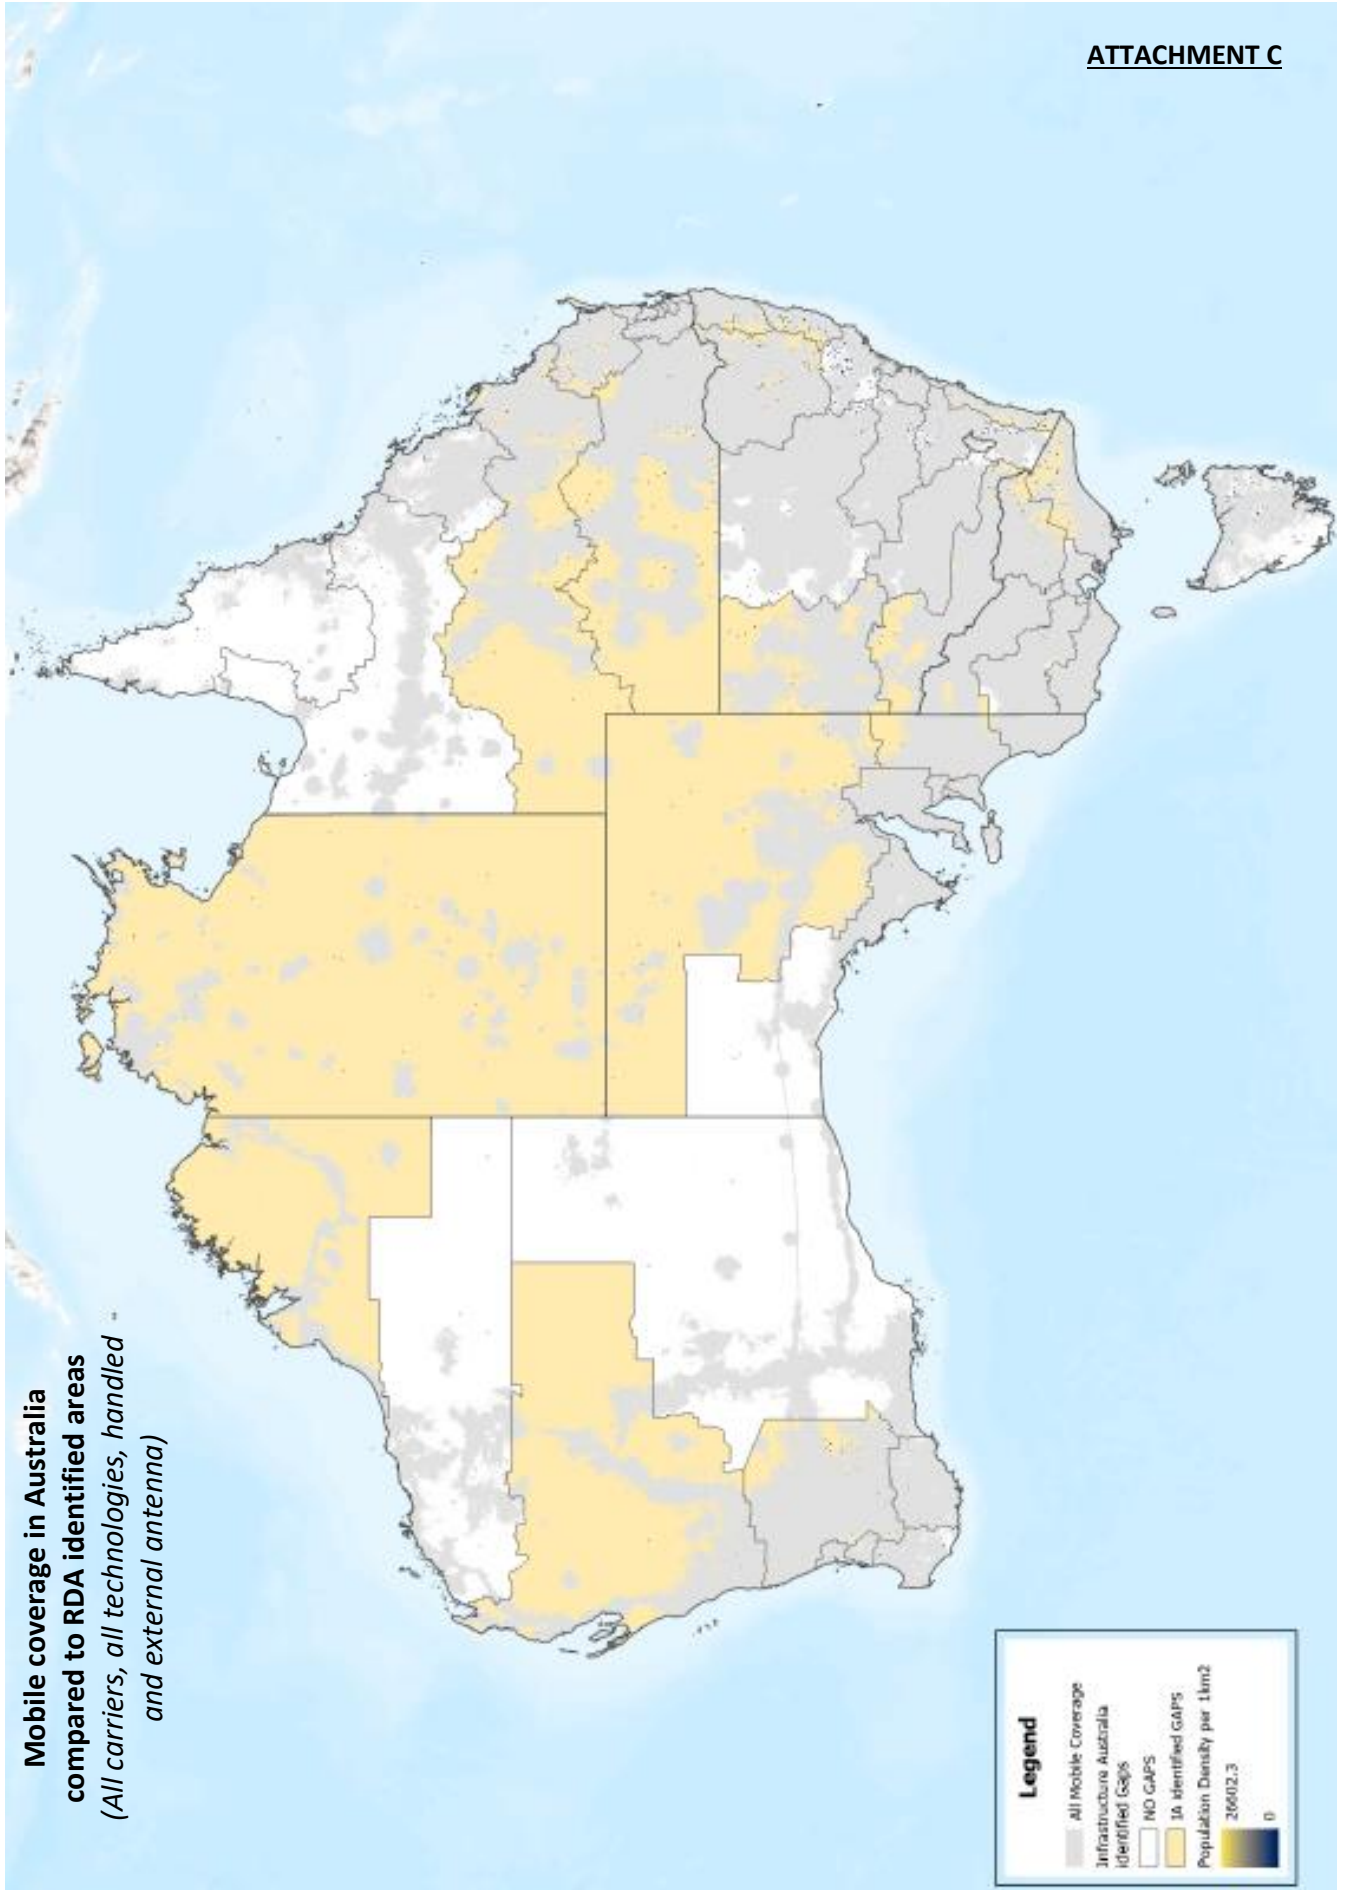 ATTACHMENT C
Mobile coverage in Australia
compared to RDA identified areas
(All carriers, all technologies, handled
and external antenna)
Legend
All Mobile Coverage
Infrastructure Australia
identified Gaps
NO GAPS
IA identified GAPS
Population Density per 1km2
26602.3
0